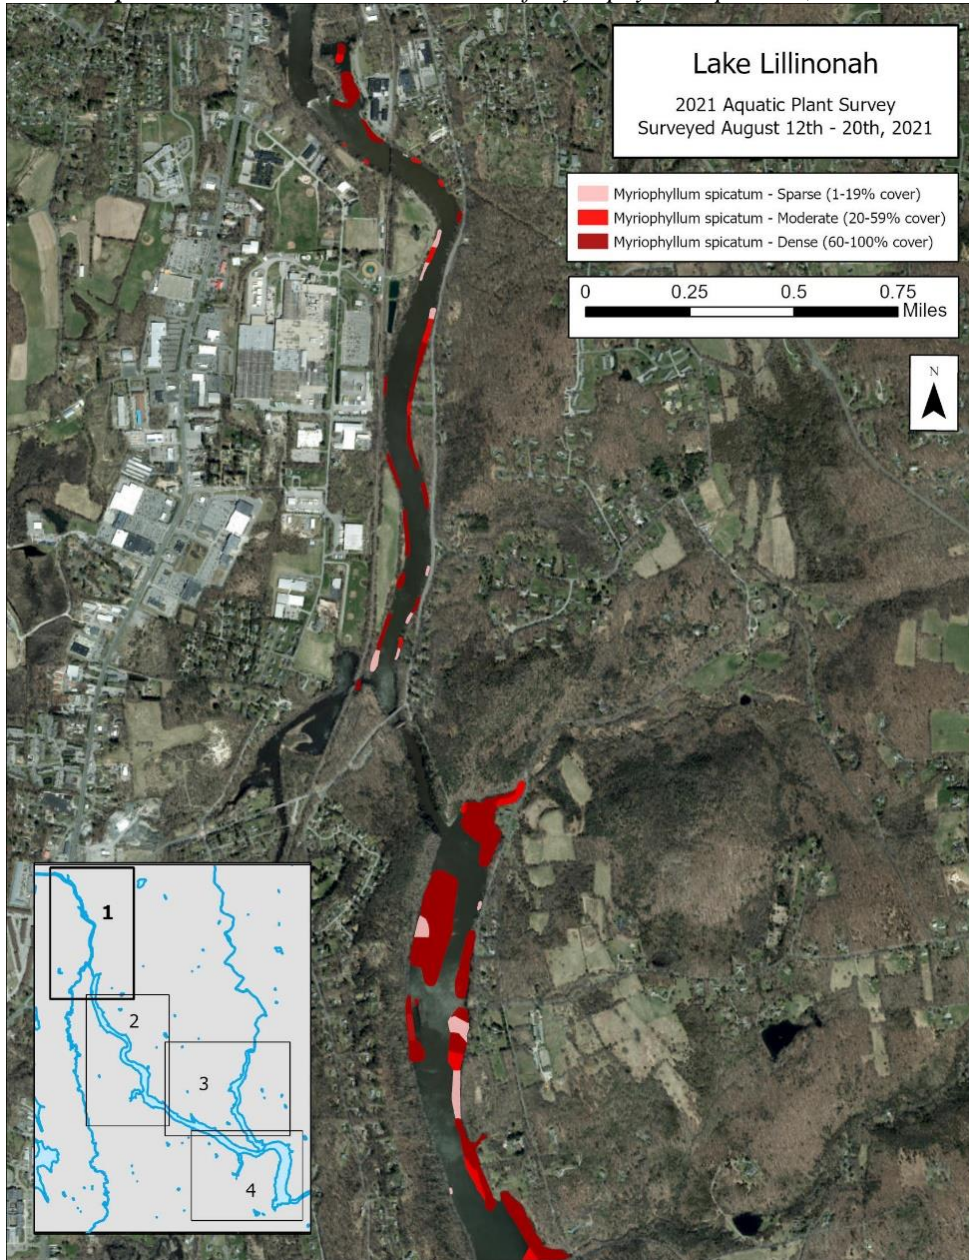 Lake Lillinonah
2021 Aquatic Plant Survey
Surveyed August 12th - 20th, 2021
Myriophyllum spicatum - Sparse (1-19% cover)
Myriophyllum spicatum - Moderate (20-59% cover)
Myriophyllum spicatum - Dense (60-100% cover)
0 0.25 0.5 0.75
Miles
N
1
2
3
4